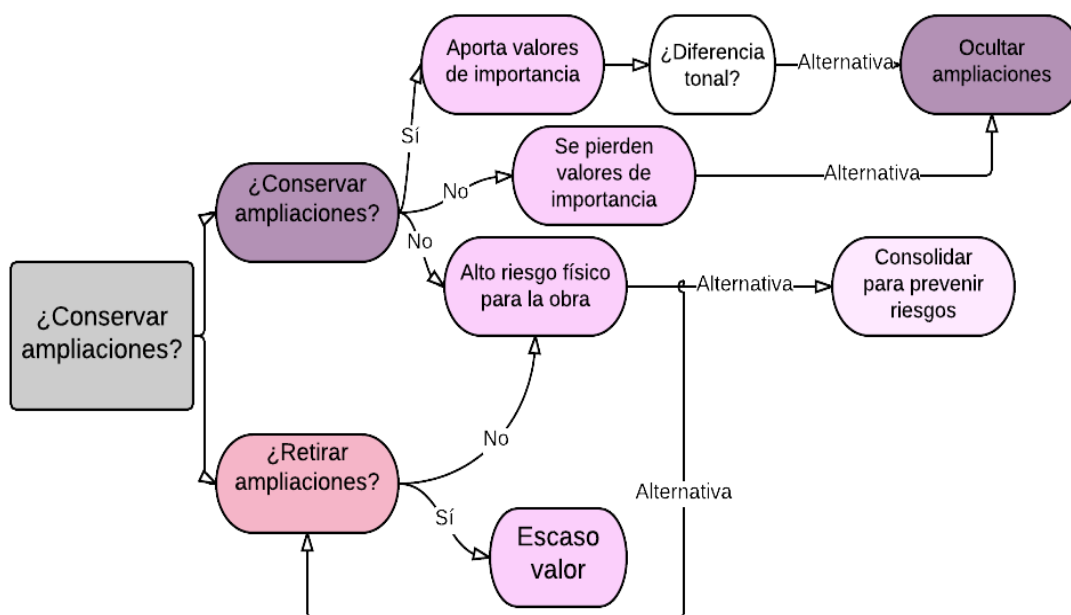 Aporta valores
de importancia
¿Diferencia
tonal?
Alternativa
Ocultar
ampliaciones
Sí
¿Conservar
ampliaciones?
No
Se pierden
valores de
importancia
Alternativa
No
Alto riesgo físico
para la obra
Alternativa
Consolidar
para prevenir
riesgos
¿Conservar
ampliaciones?
¿Retirar
ampliaciones?
No
Alternativa
Sí
Escaso
valor